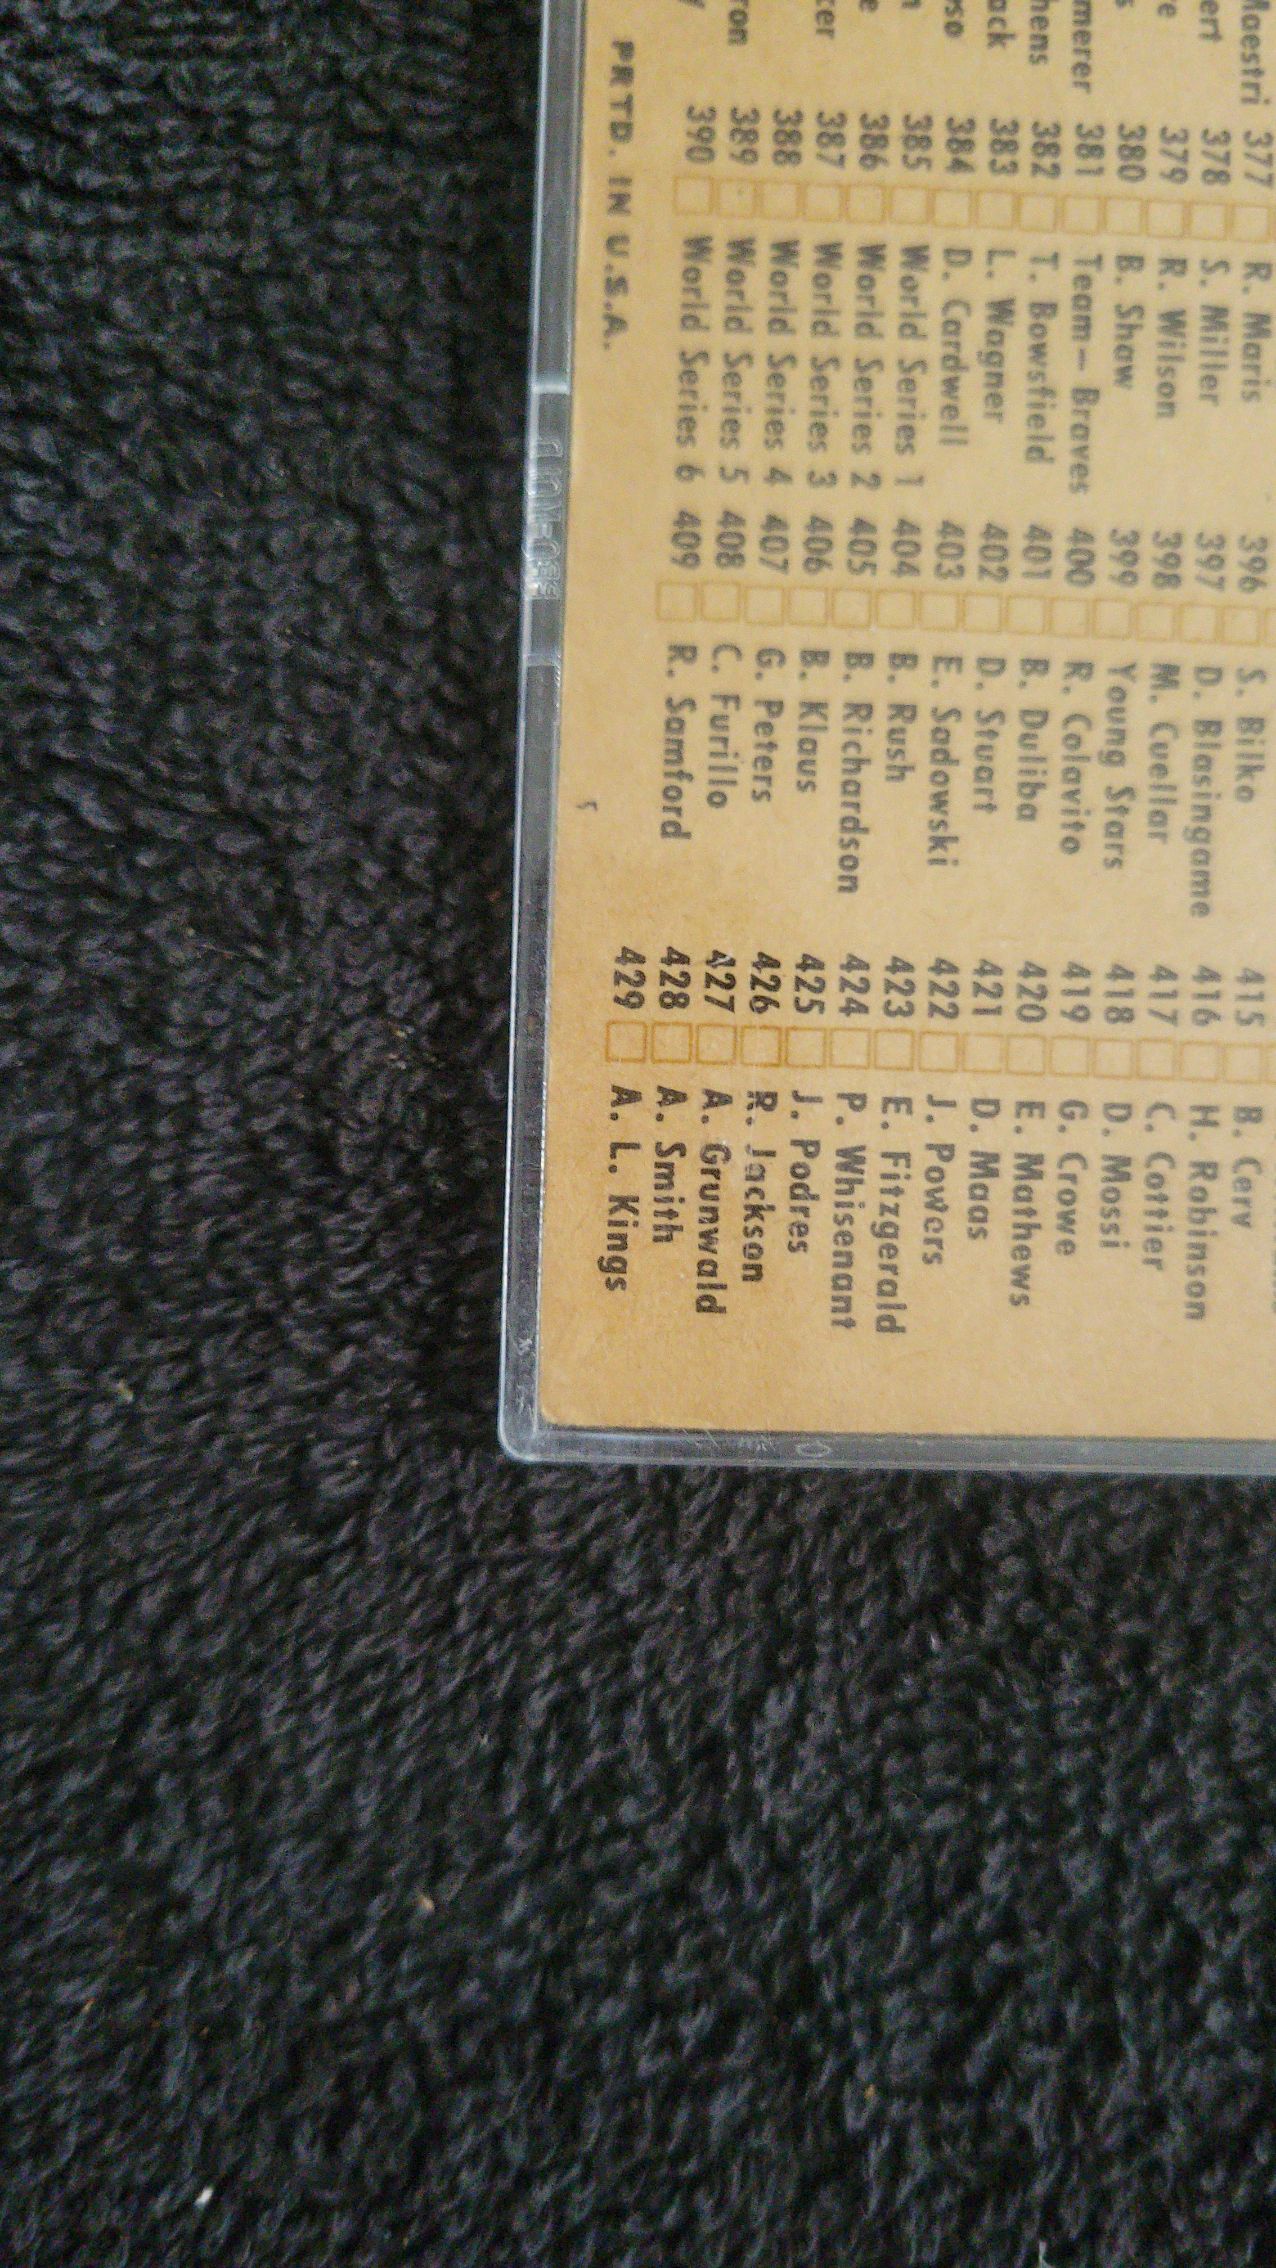 Maestri 377 R. Maris 396 S. Bilko 415 B. Cerv
378 S. Miller 397 D. Blasingame 416 H. Robinson
379 R. Wilson 398 M. Cuellar 417 C. Cottier
380 B. Shaw 399 Young Stars 418 D. Mossi
381 Team- Braves 400 R. Colavito 419 G. Crowe
382 T. Bowsfield 401 B. Duliba 420 E. Mathews
383 L. Wagner 402 D. Stuart 421 D. Maas
384 D. Cardwell 403 E. Sadowski 422 J. Powers
385 World Series 1 404 B. Rush 423 E. Fitzgerald
386 World Series 2 405 B. Richardson 424 P. Whisenant
387 World Series 3 406 B. Klaus 425 J. Podres
388 World Series 4 407 G. Peters 426 R. Jackson
389 World Series 5 408 C. Furillo 427 A. Grunwald
390 World Series 6 409 R. Samford 428 A. Smith
429 A. L. Kings
PRTD. IN U.S.A.